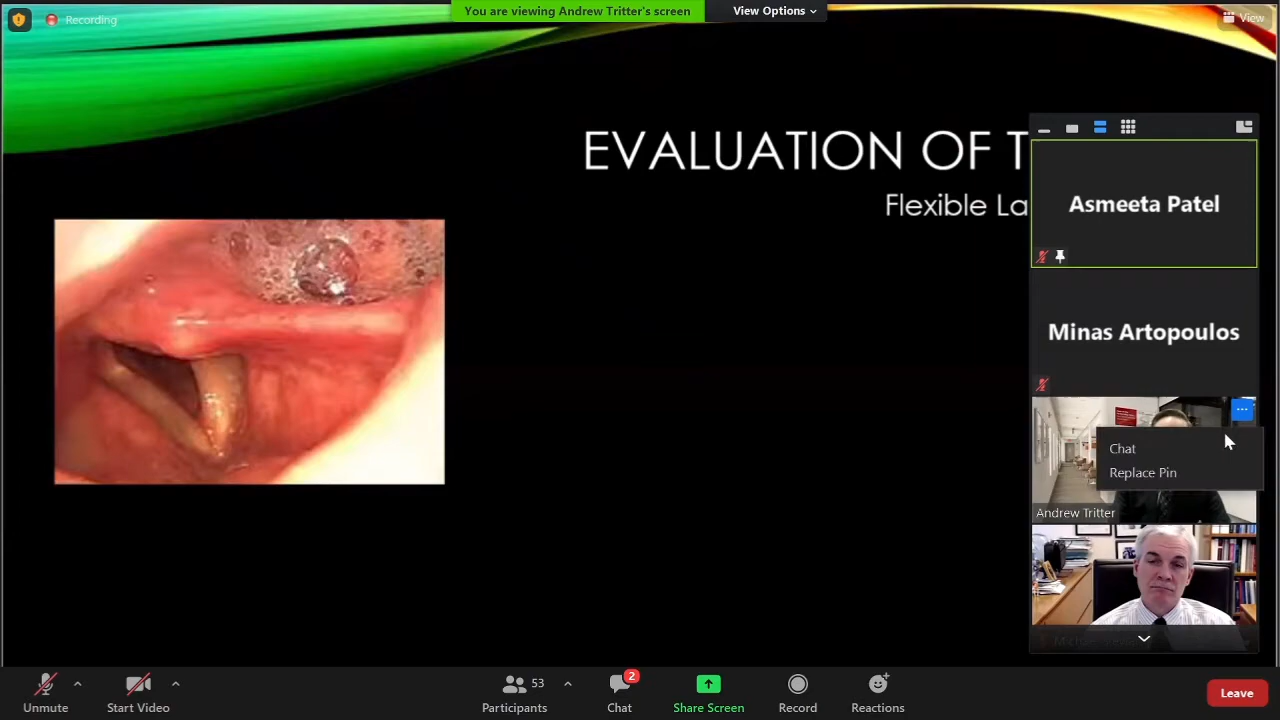 Recording
You are viewing Andrew Tritter's screen
View Options
View
EVALUATION OF T
Flexible La
Asmeeta Patel
Minas Artopoulos
Chat
Replace Pin
Andrew Tritter
Unmute
Start Video
53
Participants
2
Chat
Share Screen
Record
Reactions
Leave